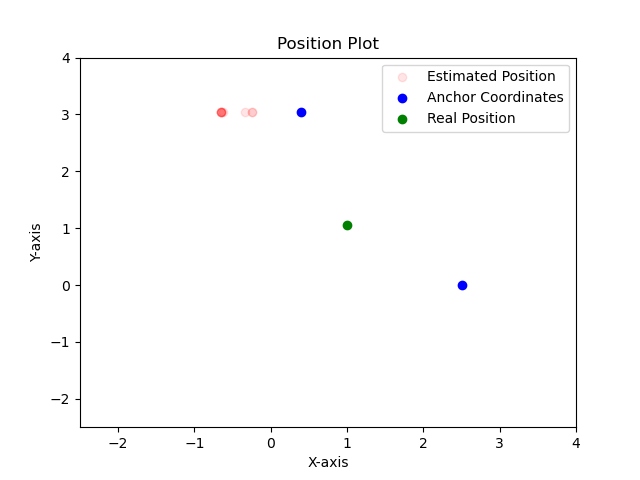 Position Plot
Estimated Position
Anchor Coordinates
Real Position
Y-axis
4
3
2
1
0
−1
−2
−2
−1
0
1
2
3
4
X-axis